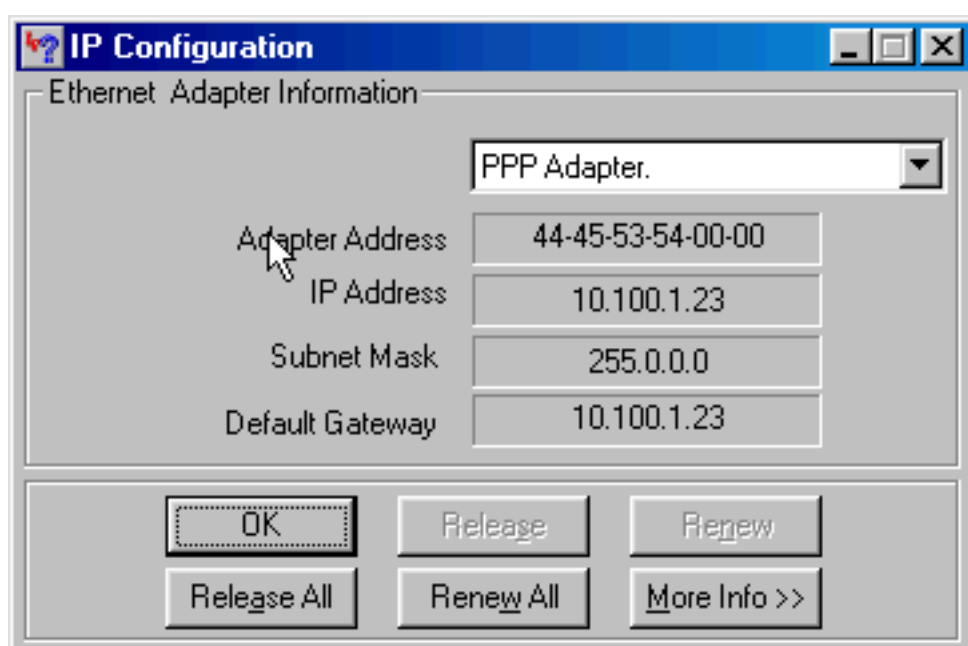 IP Configuration
Ethernet Adapter Information
PPP Adapter.
Adapter Address 44-45-53-54-00-00
IP Address 10.100.1.23
Subnet Mask 255.0.0.0
Default Gateway 10.100.1.23
OK Release Renew
Release All Renew All More Info >>